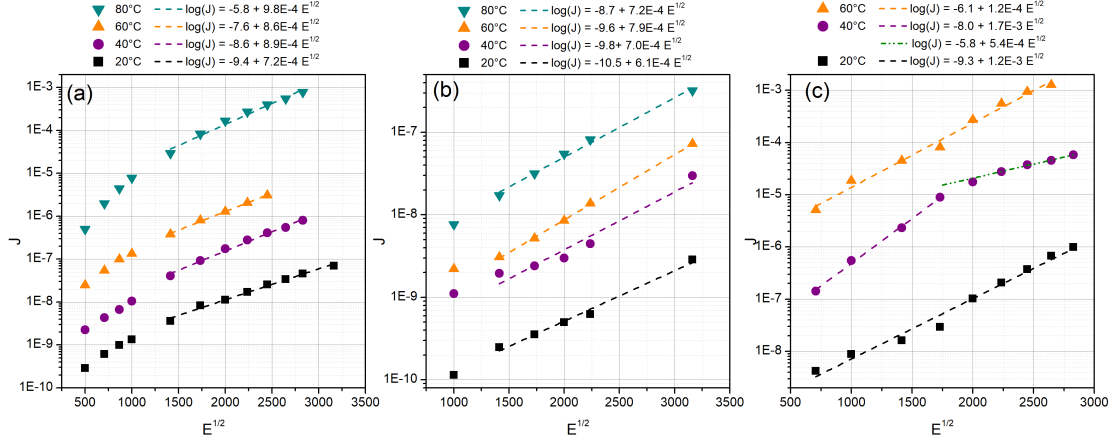 80°C log(J) = -5.8 + 9.8E-4 E^1/2
60°C log(J) = -7.6 + 8.6E-4 E^1/2
40°C log(J) = -8.6 + 8.9E-4 E^1/2
20°C log(J) = -9.4 + 7.2E-4 E^1/2
(a)
1E-3
1E-4
1E-5
1E-6
1E-7
1E-8
1E-9
1E-10
J
500 1000 1500 2000 2500 3000 3500
E^1/2
80°C log(J) = -8.7 + 7.2E-4 E^1/2
60°C log(J) = -9.6 + 7.9E-4 E^1/2
40°C log(J) = -9.8+ 7.0E-4 E^1/2
20°C log(J) = -10.5 + 6.1E-4 E^1/2
(b)
1E-7
1E-8
1E-9
1E-10
J
1000 1500 2000 2500 3000 3500
E^1/2
60°C log(J) = -6.1 + 1.2E-4 E^1/2
40°C log(J) = -8.0 + 1.7E-3 E^1/2
log(J) = -5.8 + 5.4E-4 E^1/2
20°C log(J) = -9.3 + 1.2E-3 E^1/2
(c)
1E-3
1E-4
1E-5
1E-6
1E-7
1E-8
J
500 1000 1500 2000 2500 3000
E^1/2